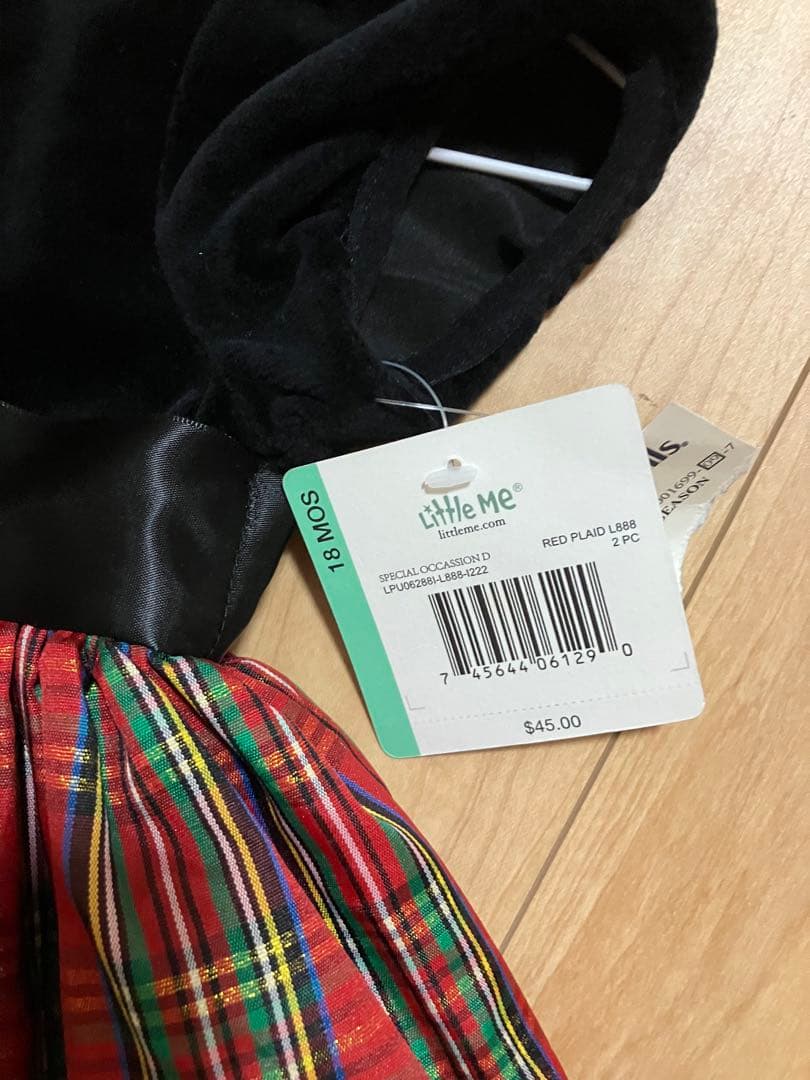 18 MOS
Little Me®
littleme.com
SPECIAL OCCASSION D
RED PLAID L888
LPU06288I-L888-I222
2 PC
7 45644 06129 0
$45.00